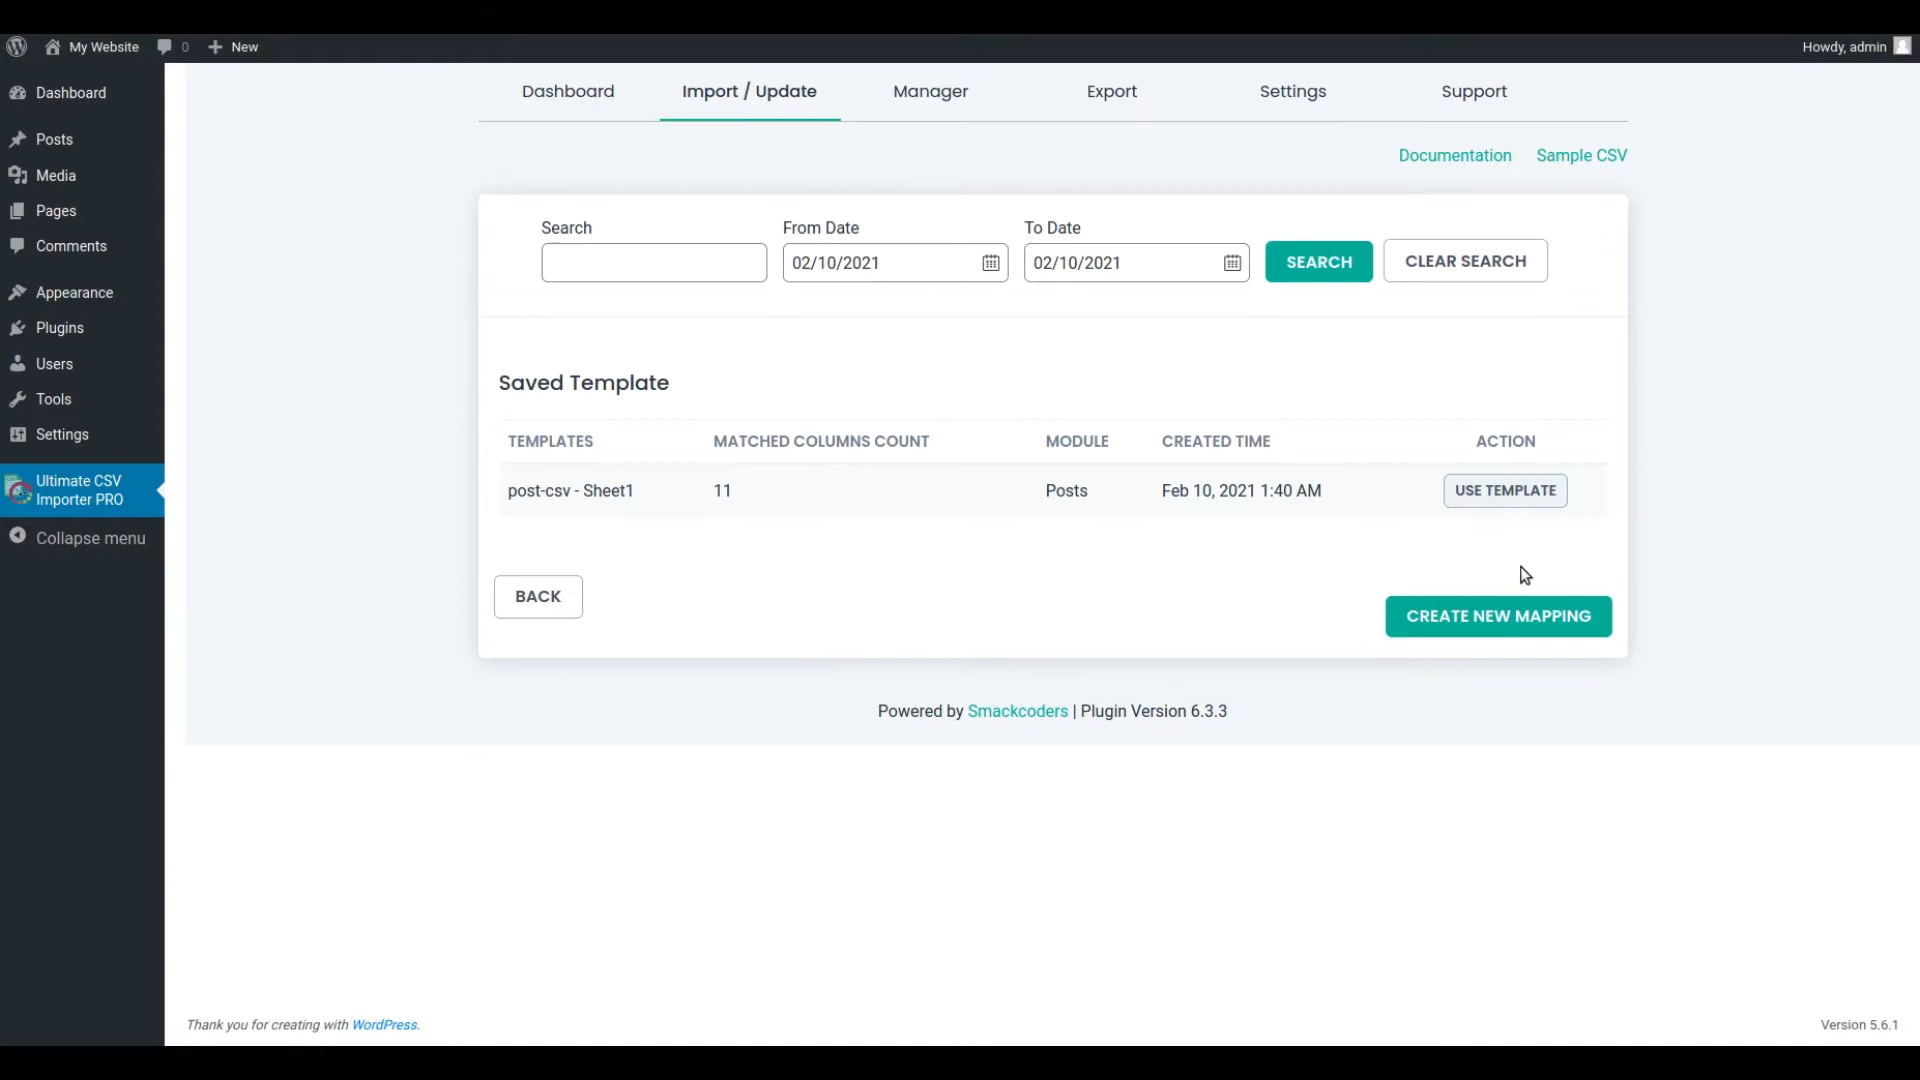 My Website 0 New Howdy, admin
Dashboard
Posts
Media
Pages
Comments
Appearance
Plugins
Users
Tools
Settings
Ultimate CSV
Importer PRO
Collapse menu
Dashboard Import / Update Manager Export Settings Support
Documentation Sample CSV
Search From Date To Date
02/10/2021 02/10/2021 SEARCH CLEAR SEARCH
Saved Template
TEMPLATES MATCHED COLUMNS COUNT MODULE CREATED TIME ACTION
post-csv - Sheet1 11 Posts Feb 10, 2021 1:40 AM USE TEMPLATE
BACK
CREATE NEW MAPPING
Powered by Smackcoders | Plugin Version 6.3.3
Thank you for creating with WordPress. Version 5.6.1